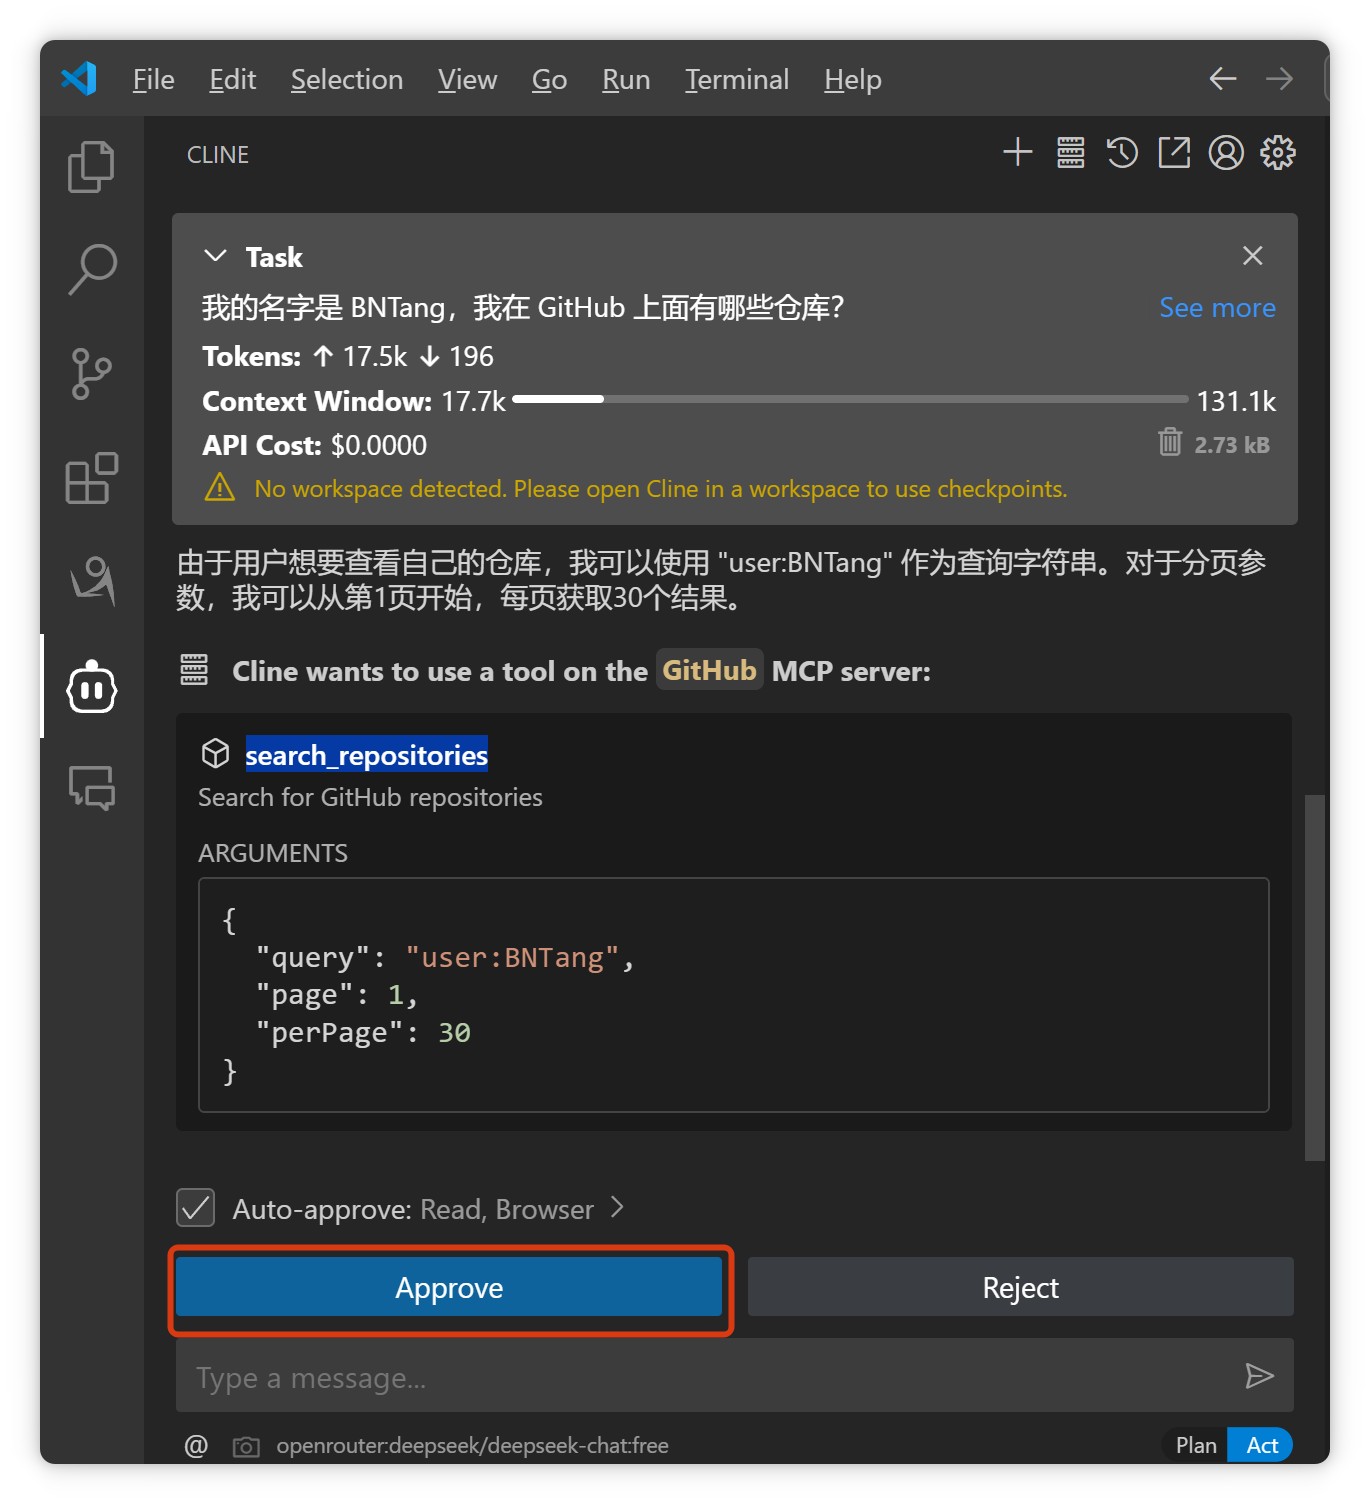 File Edit Selection View Go Run Terminal Help
CLINE
Task
我的名字是 BNTang，我在 GitHub 上面有哪些仓库？ See more
Tokens: ↑ 17.5k ↓ 196
Context Window: 17.7k 131.1k
API Cost: $0.0000 2.73 kB
No workspace detected. Please open Cline in a workspace to use checkpoints.
由于用户想要查看自己的仓库，我可以使用 "user:BNTang" 作为查询字符串。对于分页参
数，我可以从第1页开始，每页获取30个结果。
Cline wants to use a tool on the GitHub MCP server:
search_repositories
Search for GitHub repositories
ARGUMENTS
{
"query": "user:BNTang",
"page": 1,
"perPage": 30
}
Auto-approve: Read, Browser
Approve Reject
Type a message...
@ openrouter:deepseek/deepseek-chat:free Plan Act